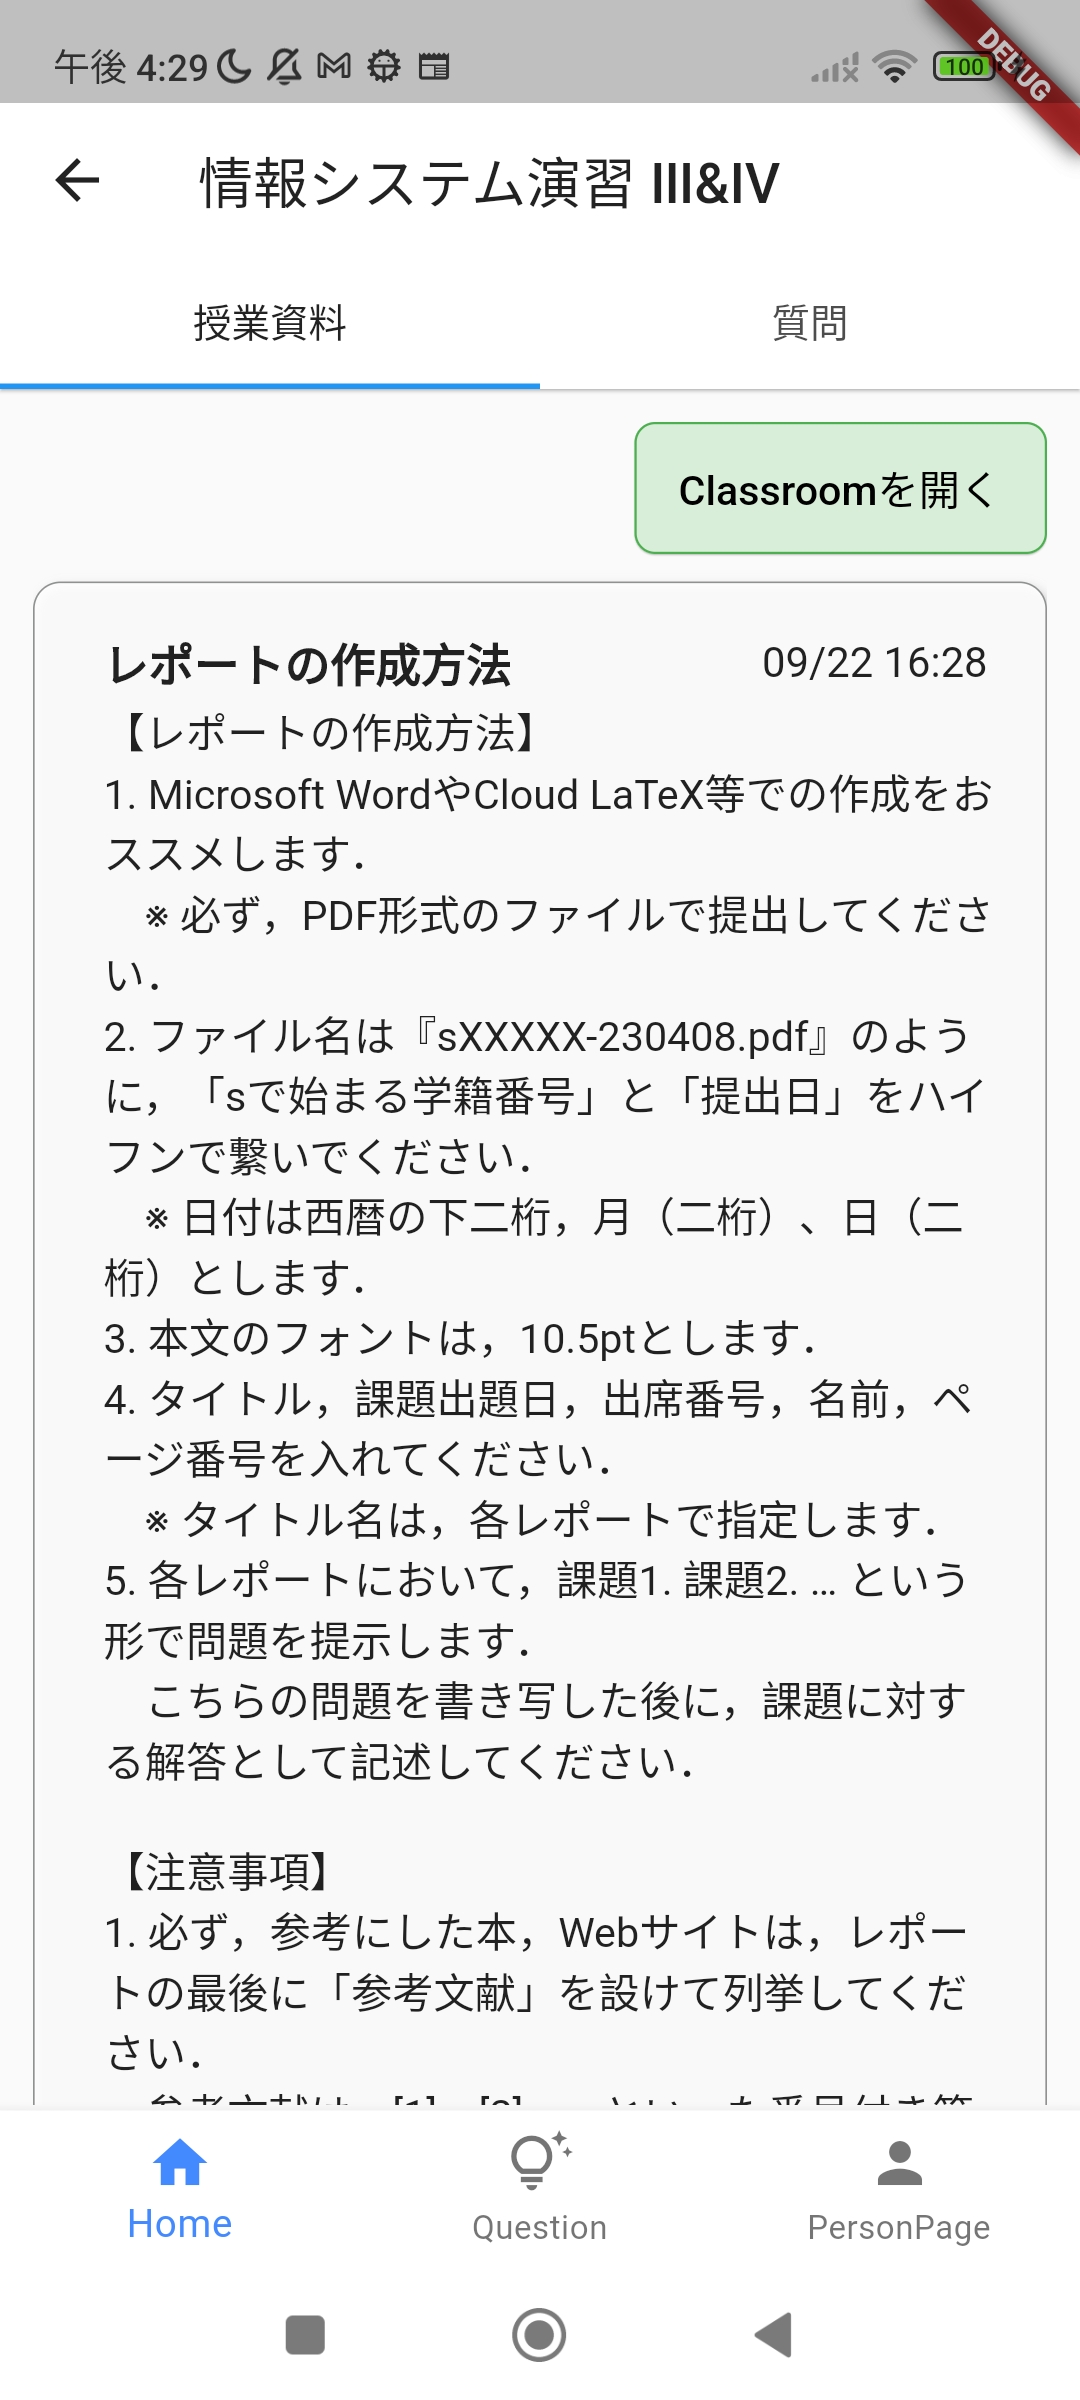 午後 4:29
100
DEBUG
情報システム演習 III&IV
授業資料
質問
Classroomを開く
レポートの作成方法
09/22 16:28
【レポートの作成方法】
1. Microsoft WordやCloud LaTeX等での作成をお
ススメします．
※ 必ず，PDF形式のファイルで提出してくださ
い．
2. ファイル名は『sXXXXX-230408.pdf』のよう
に，「sで始まる学籍番号」と「提出日」をハイ
フンで繋いでください．
※ 日付は西暦の下二桁，月（二桁）、日（二
桁）とします．
3. 本文のフォントは，10.5ptとします．
4. タイトル，課題出題日，出席番号，名前，ペ
ージ番号を入れてください．
※ タイトル名は，各レポートで指定します．
5. 各レポートにおいて，課題1. 課題2. ... という
形で問題を提示します．
こちらの問題を書き写した後に，課題に対す
る解答として記述してください．
【注意事項】
1. 必ず，参考にした本，Webサイトは，レポー
トの最後に「参考文献」を設けて列挙してくだ
さい．
Home
Question
PersonPage